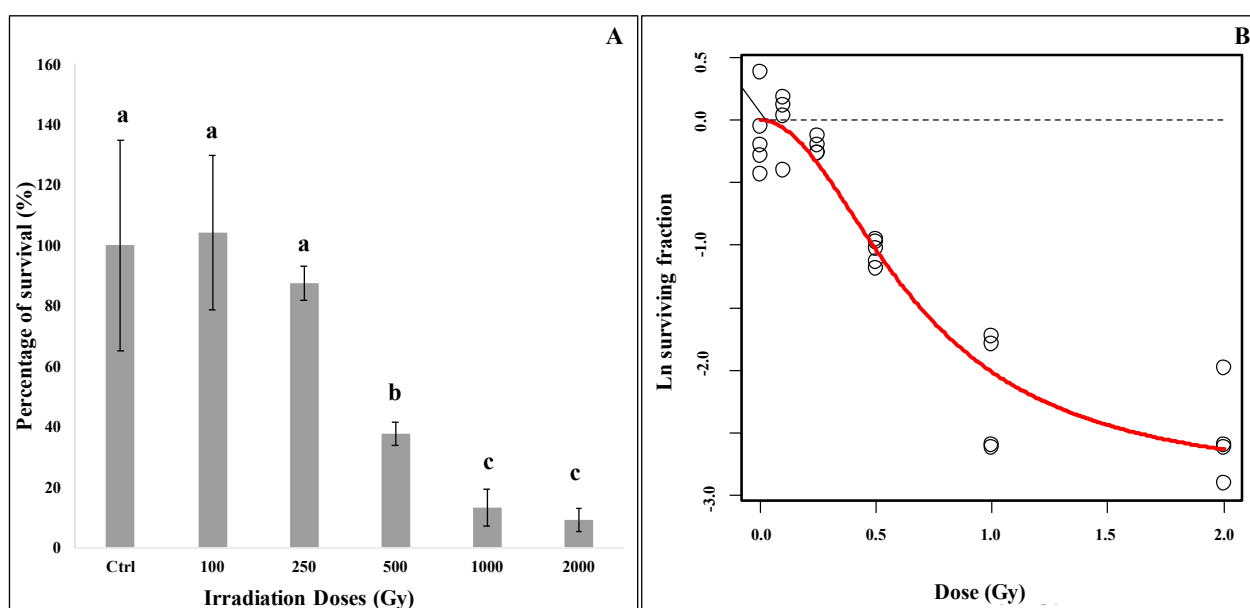 A
Percentage of survival (%)
160
140
120
100
80
60
40
20
0
a
a
a
b
c
c
Ctrl 100 250 500 1000 2000
Irradiation Doses (Gy)
B
Ln surviving fraction
0.5
0.0
-1.0
-2.0
-3.0
0.0 0.5 1.0 1.5 2.0
Dose (Gy)